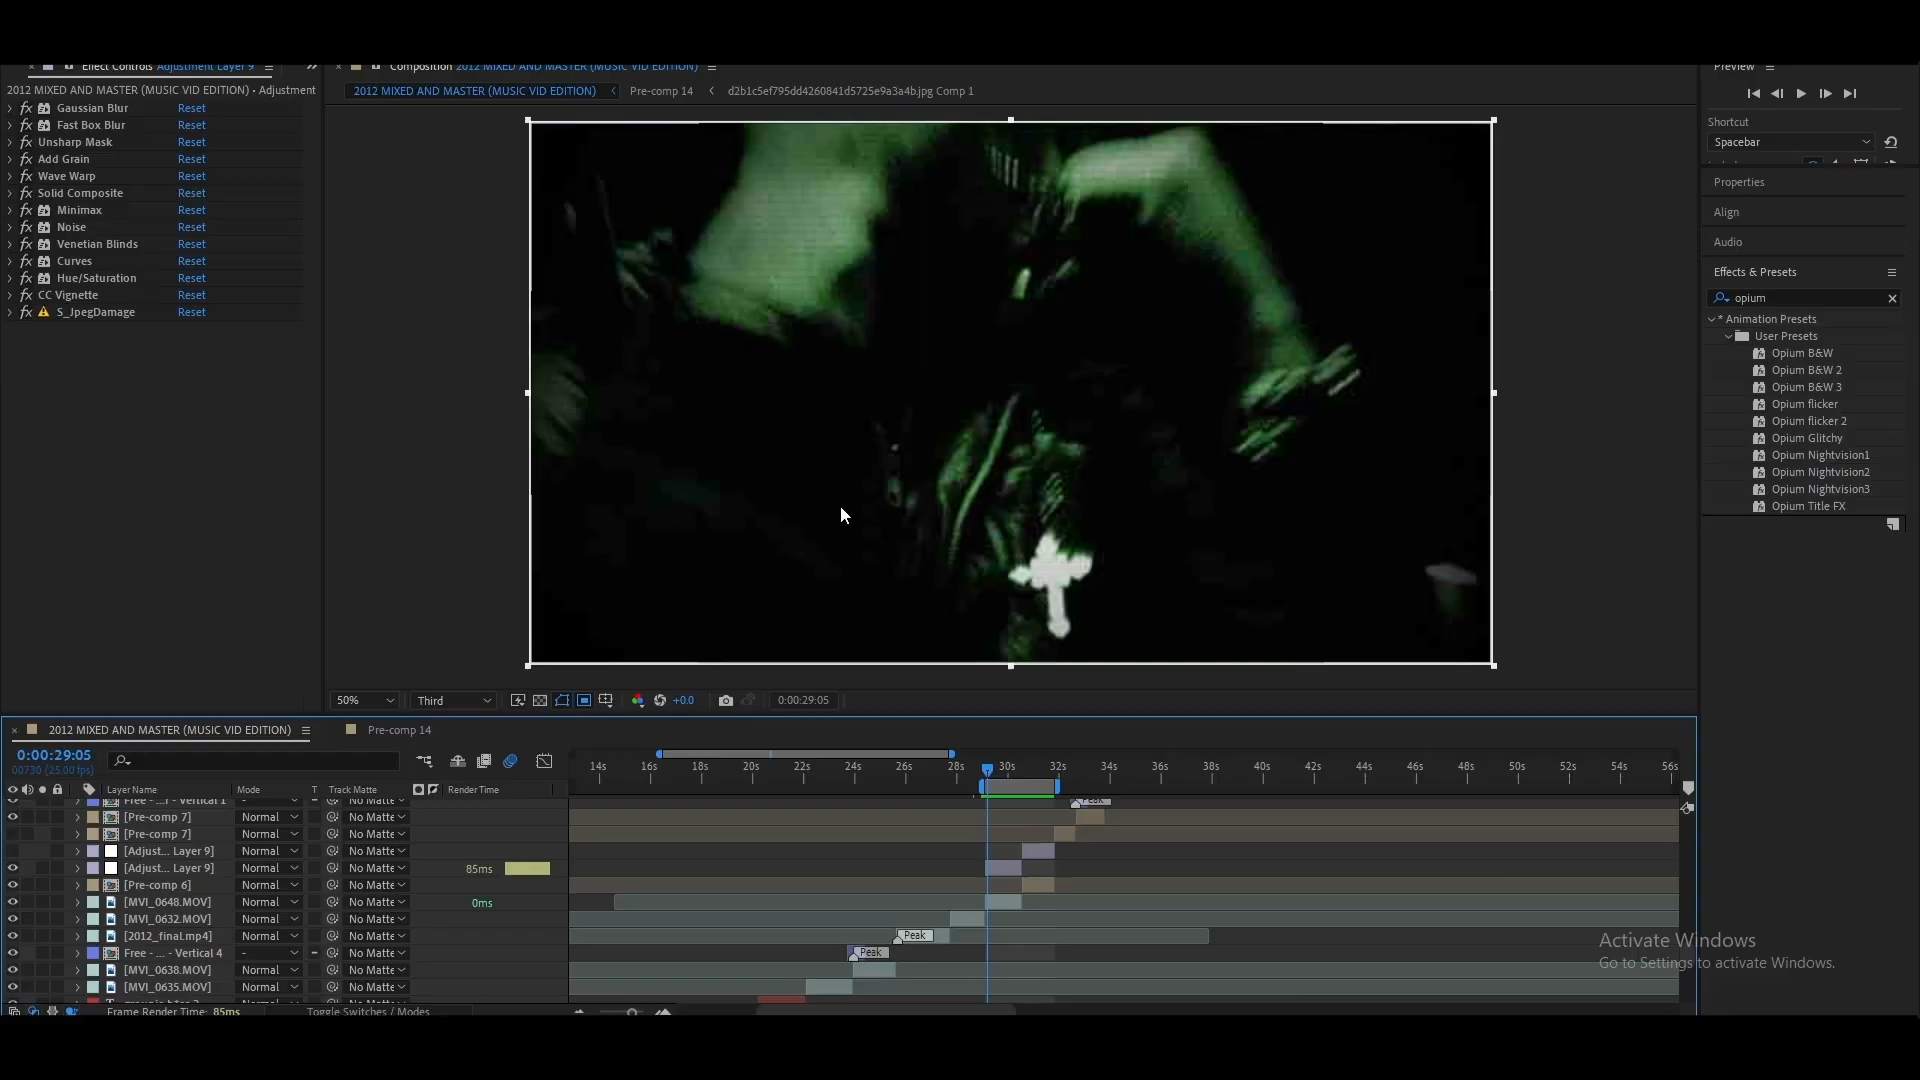 Effect Controls Adjustment Layer 9
2012 MIXED AND MASTER (MUSIC VID EDITION) • Adjustment
Gaussian Blur Reset
Fast Box Blur Reset
Unsharp Mask Reset
Add Grain Reset
Wave Warp Reset
Solid Composite Reset
Minimax Reset
Noise Reset
Venetian Blinds Reset
Curves Reset
Hue/Saturation Reset
CC Vignette Reset
S_JpegDamage Reset
Composition 2012 MIXED AND MASTER (MUSIC VID EDITION)
2012 MIXED AND MASTER (MUSIC VID EDITION) Pre-comp 14 d2b1c5ef795dd4260841d5725e9a3a4b.jpg Comp 1
50% Third +0.0 0:00:29:05
Preview
Shortcut
Spacebar
Properties
Align
Audio
Effects & Presets
opium
* Animation Presets
User Presets
Opium B&W
Opium B&W 2
Opium B&W 3
Opium flicker
Opium flicker 2
Opium Glitchy
Opium Nightvision1
Opium Nightvision2
Opium Nightvision3
Opium Title FX
2012 MIXED AND MASTER (MUSIC VID EDITION) Pre-comp 14
0:00:29:05
00730 (25.00 fps)
14s 16s 18s 20s 22s 24s 26s 28s 30s 32s 34s 36s 38s 40s 42s 44s 46s 48s 50s 52s 54s 56s
Layer Name Mode T Track Matte Render Time
Free - ...r - Vertical 1 No Matte Peak
[Pre-comp 7] Normal No Matte
[Pre-comp 7] Normal No Matte
[Adjust... Layer 9] Normal No Matte
[Adjust... Layer 9] Normal No Matte 85ms
[Pre-comp 6] Normal No Matte
[MVI_0648.MOV] Normal No Matte 0ms
[MVI_0632.MOV] Normal No Matte
[2012_final.mp4] Normal No Matte Peak
Free - ... - Vertical 4 - No Matte Peak
[MVI_0638.MOV] Normal No Matte
[MVI_0635.MOV] Normal No Matte
Frame Render Time: 85ms Toggle Switches / Modes
Activate Windows
Go to Settings to activate Windows.